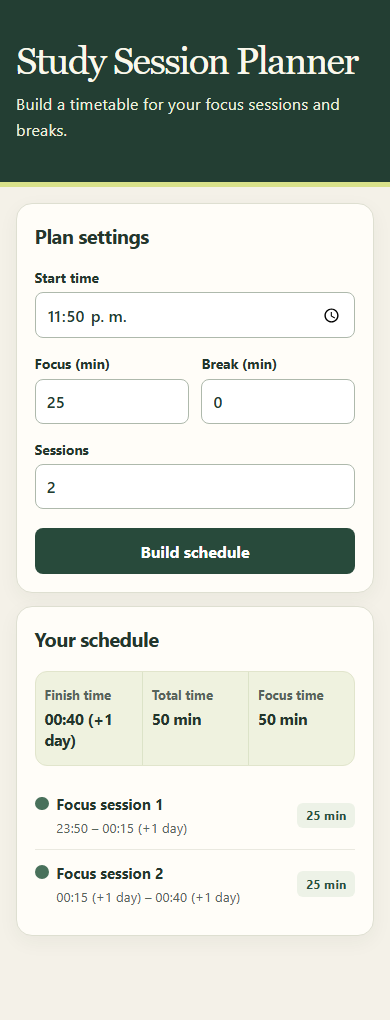 Study Session Planner
Build a timetable for your focus sessions and
breaks.
Plan settings
Start time
11:50 p. m.
Focus (min)
Break (min)
25
0
Sessions
2
Build schedule
Your schedule
Finish time
Total time
Focus time
00:40 (+1
day)
50 min
50 min
Focus session 1
23:50 – 00:15 (+1 day)
25 min
Focus session 2
00:15 (+1 day) – 00:40 (+1 day)
25 min